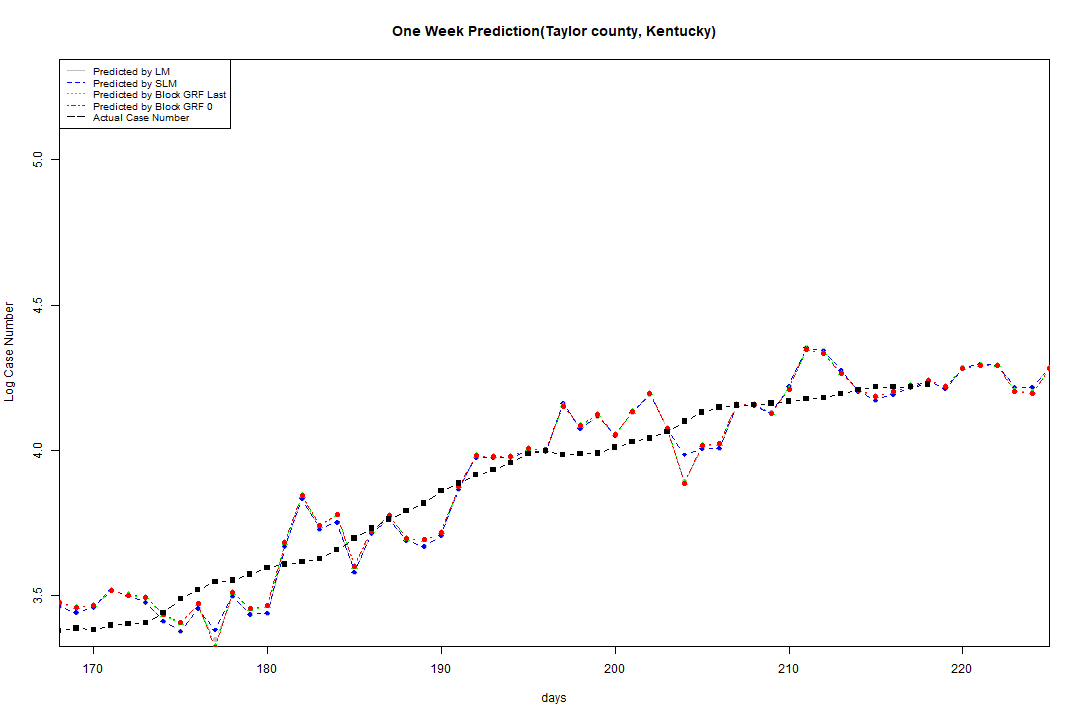 One Week Prediction(Taylor county, Kentucky)
Predicted by LM
Predicted by SLM
Predicted by Block GRF Last
Predicted by Block GRF 0
Actual Case Number
5.0
4.5
4.0
3.5
Log Case Number
170 180 190 200 210 220
days